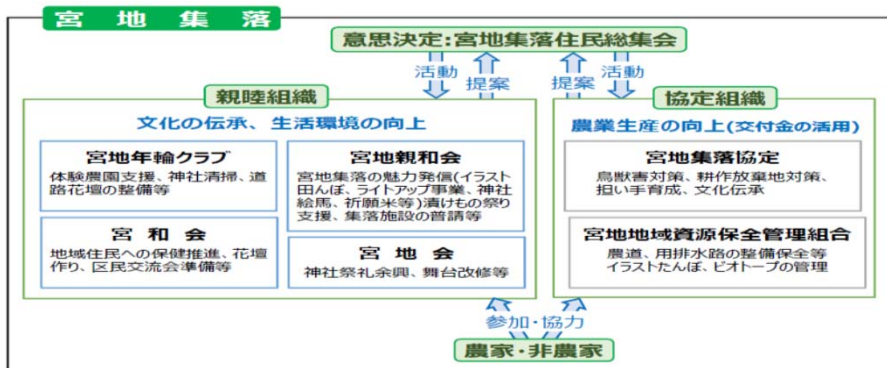 宮地集落
意思決定:宮地集落住民総集会
活動
提案
提案
活動
親睦組織
文化の伝承、生活環境の向上
宮地年輪クラブ
体験農園支援、神社清掃、道
路花壇の整備等
宮地親和会
宮地集落の魅力発信(イラスト
田んぼ、ライトアップ事業、神社
絵馬、祈願米等)漬けもの祭り
支援、集落施設の普請等
宮和会
地域住民への保健推進、花壇
作り、区民交流会準備等
宮地会
神社祭礼余興、舞台改修等
協定組織
農業生産の向上(交付金の活用)
宮地集落協定
鳥獣害対策、耕作放棄地対策、
担い手育成、文化伝承
宮地地域資源保全管理組合
農道、用排水路の整備保全等
イラストたんぼ、ビオトープの管理
参加・協力
農家・非農家